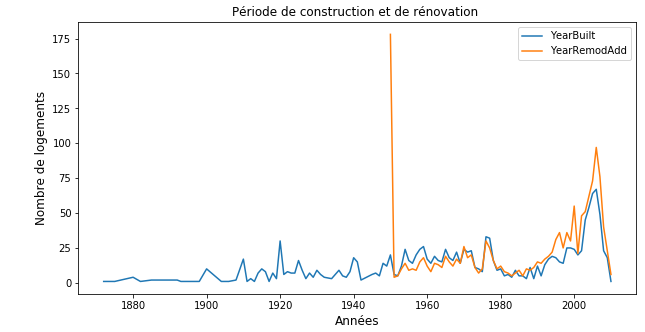 Période de construction et de rénovation
YearBuilt
YearRemodAdd
Nombre de logements
175
150
125
100
75
50
25
0
1880 1900 1920 1940 1960 1980 2000
Années